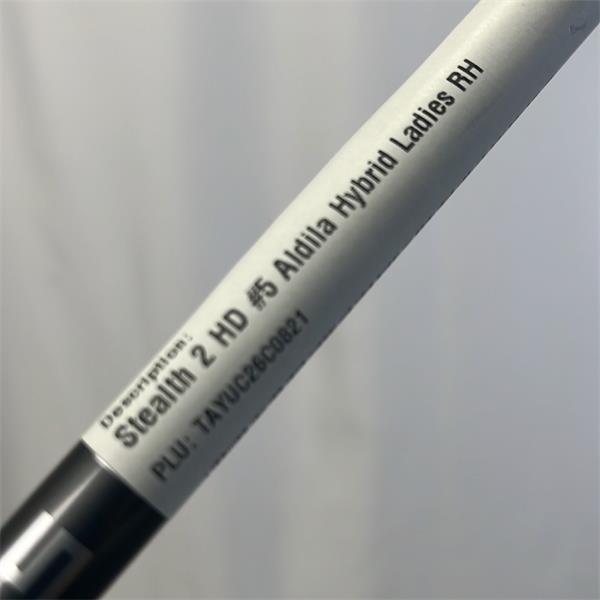 Description:
Stealth 2 HD #5 Aldila Hybrid Ladies RH
PLU: TAYUC26C0821